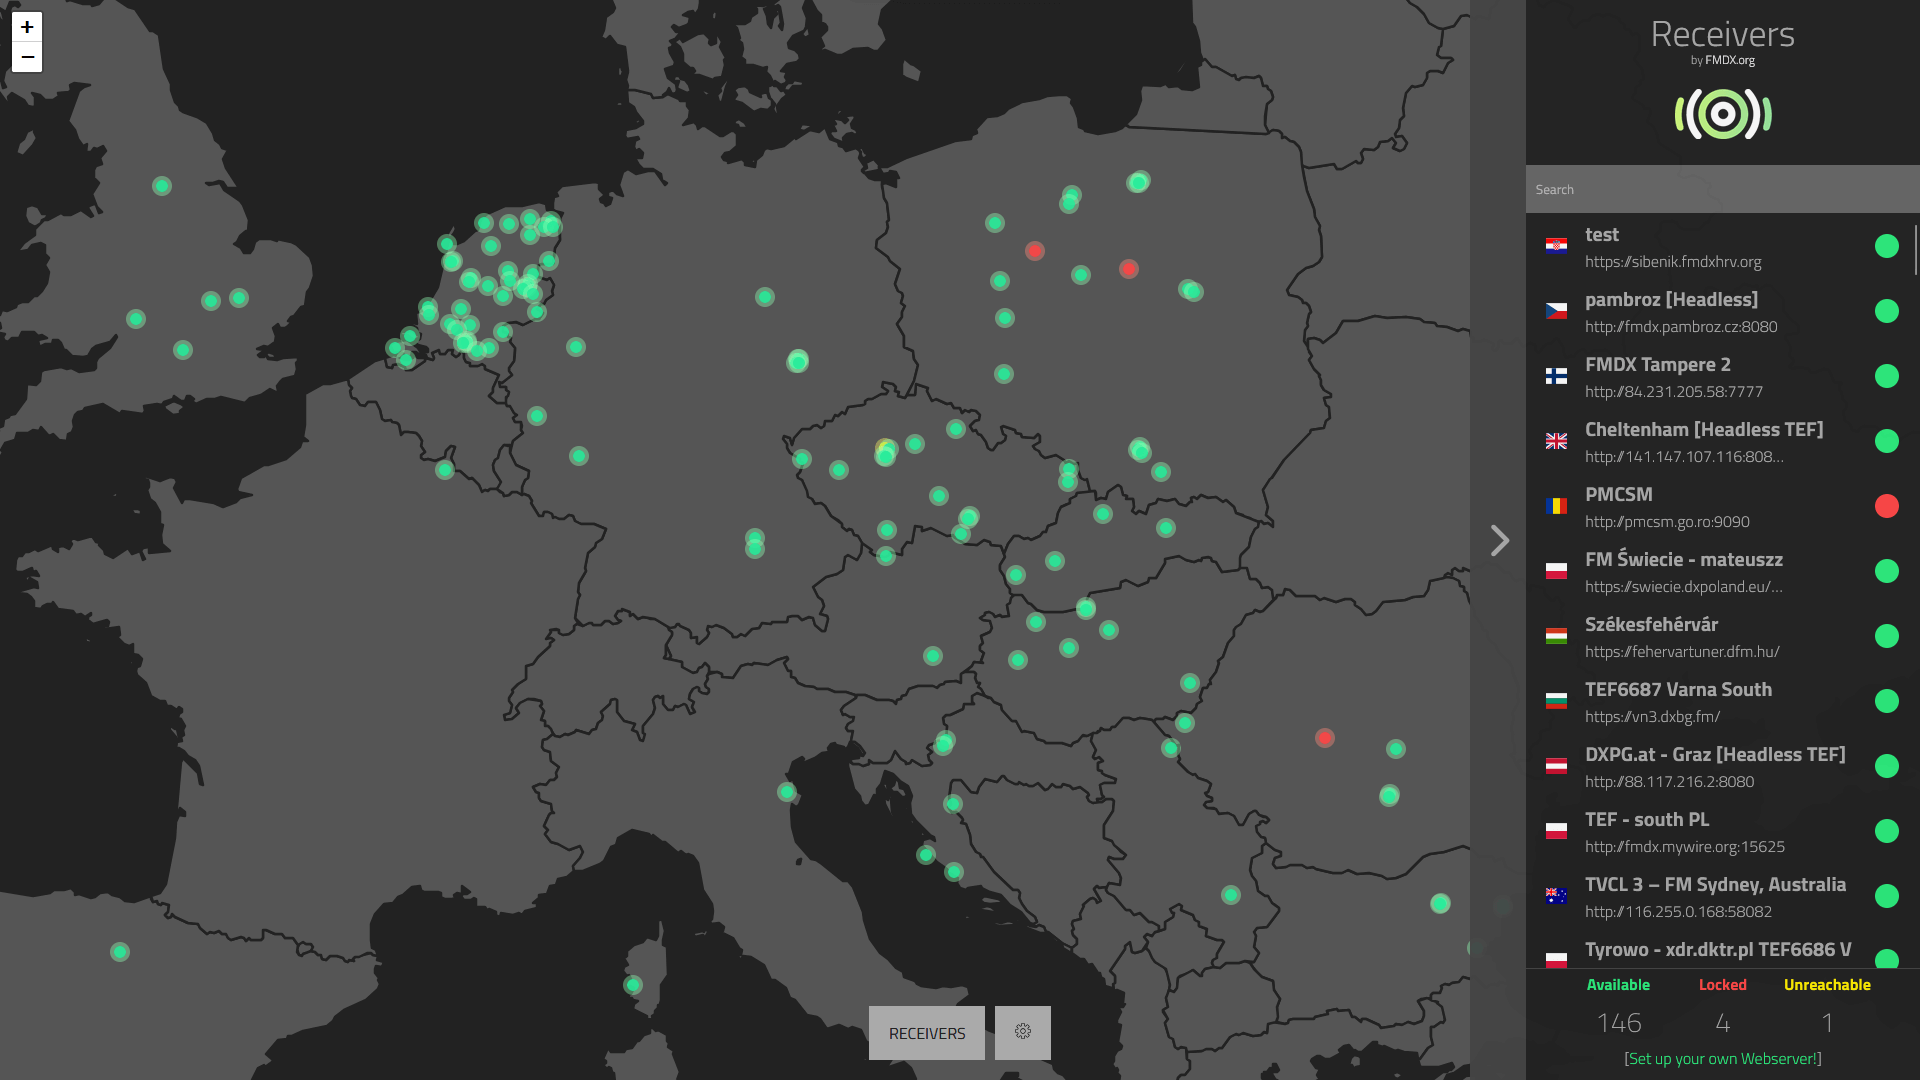 +
−
Receivers
by FMDX.org
Search
test
https://sibenik.fmdxhrv.org
pambroz [Headless]
http://fmdx.pambroz.cz:8080
FMDX Tampere 2
http://84.231.205.58:7777
Cheltenham [Headless TEF]
http://141.147.107.116:808...
PMCSM
http://pmcsm.go.ro:9090
FM Świecie - mateuszz
https://swiecie.dxpoland.eu/...
Székesfehérvár
https://fehervartuner.dfm.hu/
TEF6687 Varna South
https://vn3.dxbg.fm/
DXPG.at - Graz [Headless TEF]
http://88.117.216.2:8080
TEF - south PL
http://fmdx.mywire.org:15625
TVCL 3 – FM Sydney, Australia
http://116.255.0.168:58082
Tyrowo - xdr.dktr.pl TEF6686 V
Available Locked Unreachable
146 4 1
[Set up your own Webserver!]
RECEIVERS